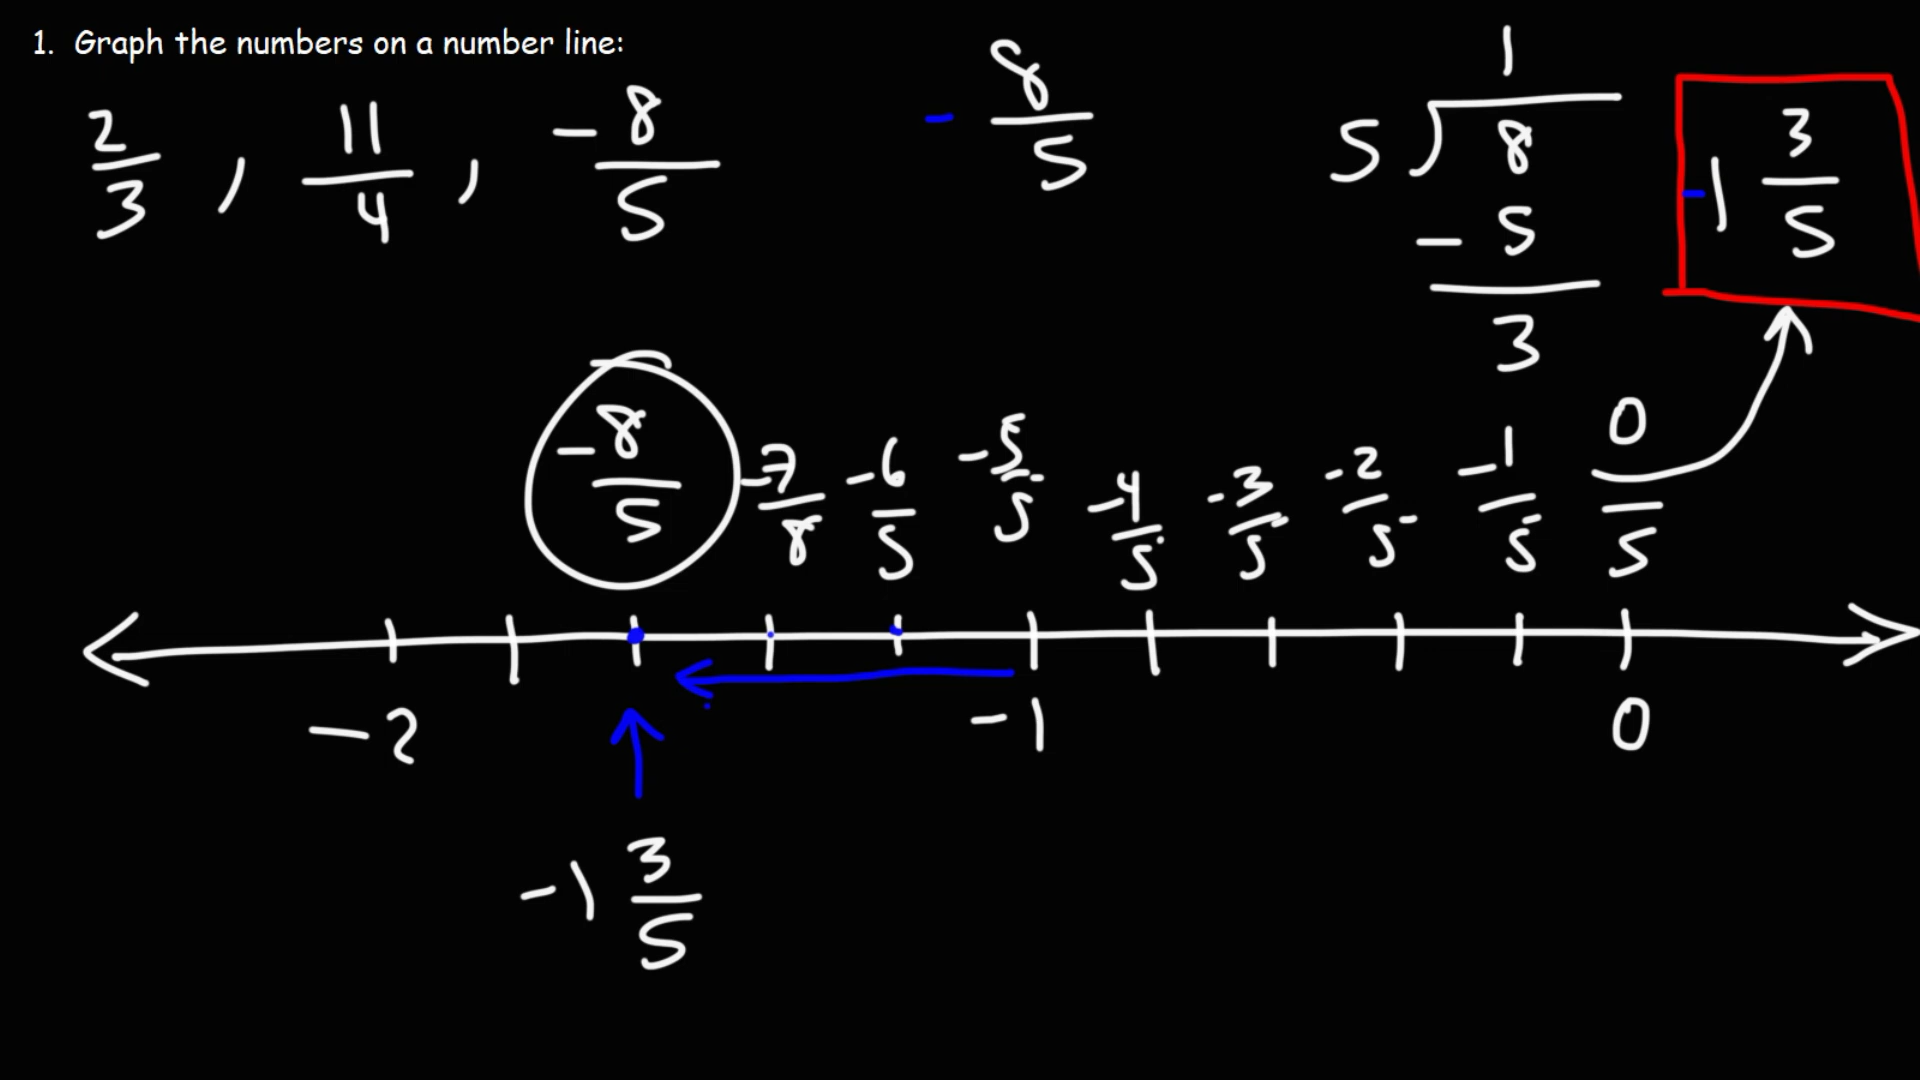 1. Graph the numbers on a number line:
2/3 , 11/4 , -8/5
- 8/5
1
5 ) 8
- 5
3
-1 3/5
-8/5 -7/8 -6/5 -5/5 -4/5 -3/5 -2/5 -1/5 0/5
-2 -1 0
-1 3/5